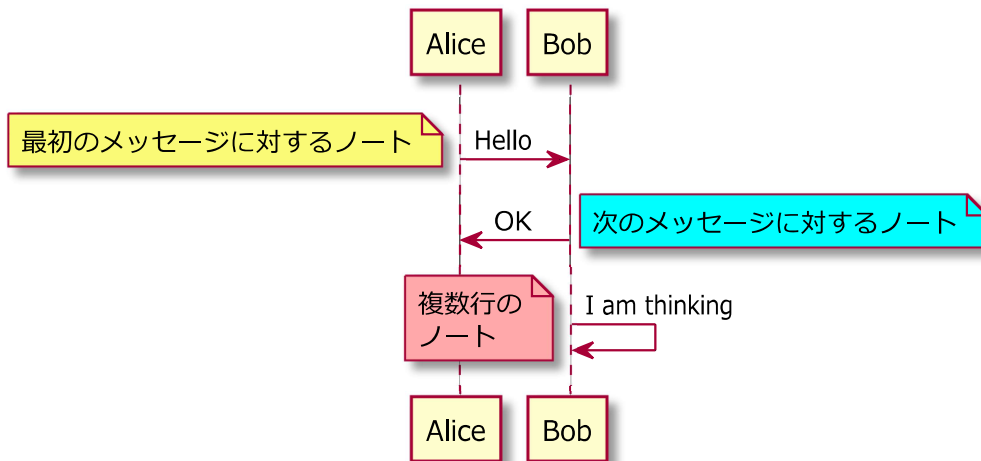 Alice
Bob
最初のメッセージに対するノート
Hello
OK
次のメッセージに対するノート
複数行の
ノート
I am thinking
Alice
Bob